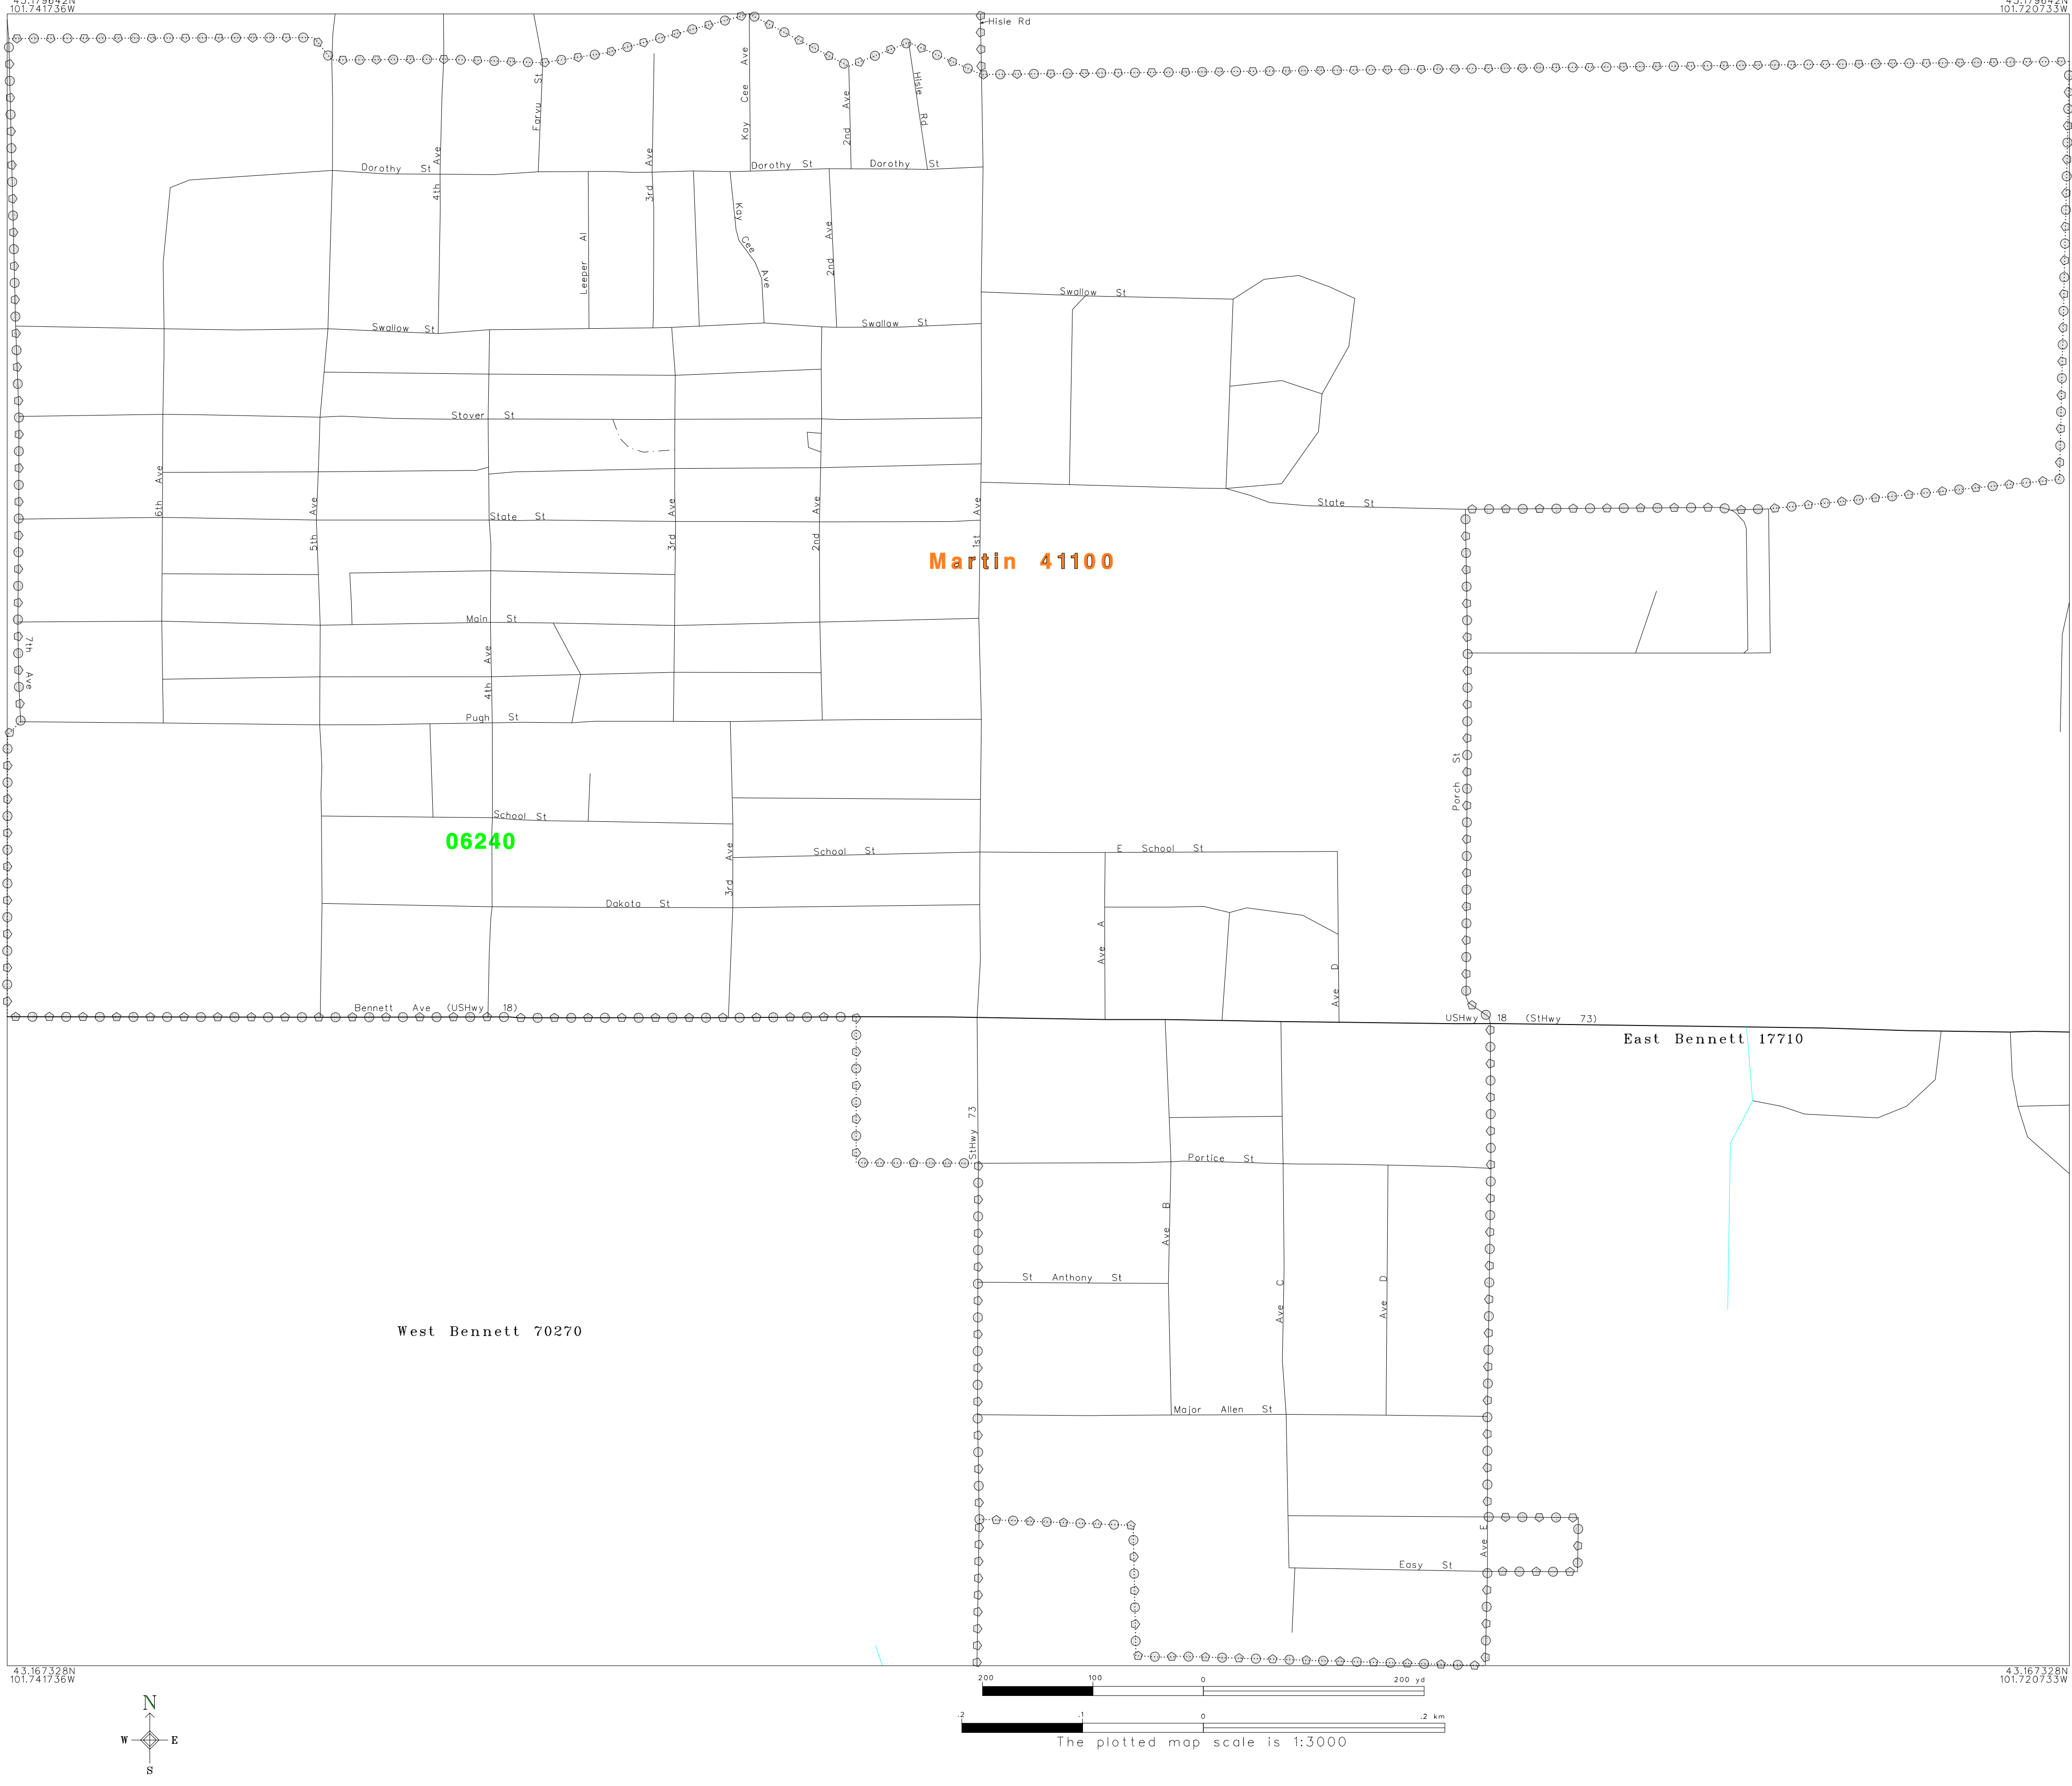 43.179642N
101.741736W
43.179642N
101.720733W
Hisle Rd
Farvu St
Kay Cee Ave
2nd Ave
Hisle Rd
Dorothy St
4th Ave
3rd Ave
Dorothy St
Dorothy St
Leeper Al
Kay Cee Ave
2nd Ave
Swallow St
Swallow St
Swallow St
Stover St
6th Ave
5th Ave
State St
3rd Ave
2nd Ave
1st Ave
State St
Martin 41100
Main St
7th Ave
4th Ave
Pugh St
Porch St
School St
06240
3rd Ave
School St
E School St
Dakota St
Ave A
Ave D
Bennett Ave (USHwy 18)
USHwy 18 (StHwy 73)
East Bennett 17710
StHwy 73
Portice St
Ave B
St Anthony St
Ave C
Ave D
West Bennett 70270
Major Allen St
Ave E
Easy St
43.167328N
101.741736W
43.167328N
101.720733W
200 100 0 200 yd
.2 .1 0 .2 km
The plotted map scale is 1:3000
N
W E
S